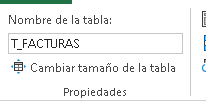 Nombre de la tabla:
T_FACTURAS
Cambiar tamaño de la tabla
Propiedades